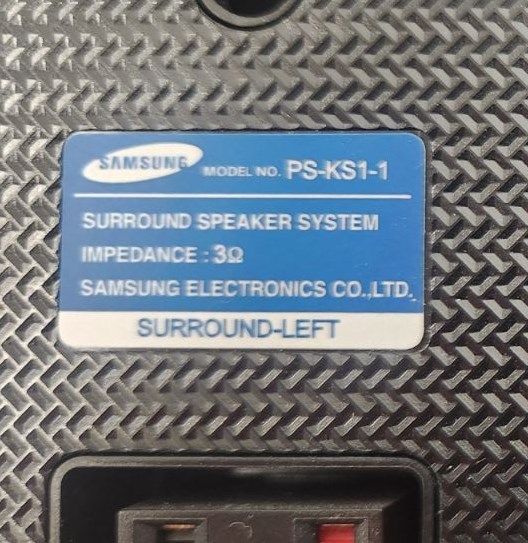 SAMSUNG MODEL NO. PS-KS1-1
SURROUND SPEAKER SYSTEM
IMPEDANCE : 3Ω
SAMSUNG ELECTRONICS CO.,LTD.
SURROUND-LEFT